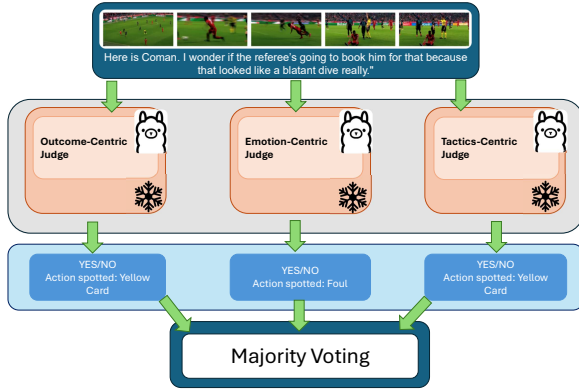 Here is Coman. I wonder if the referee's going to book him for that because
that looked like a blatant dive really."
Outcome-Centric
Judge
Emotion-Centric
Judge
Tactics-Centric
Judge
YES/NO
Action spotted: Yellow
Card
YES/NO
Action spotted: Foul
YES/NO
Action spotted: Yellow
Card
Majority Voting